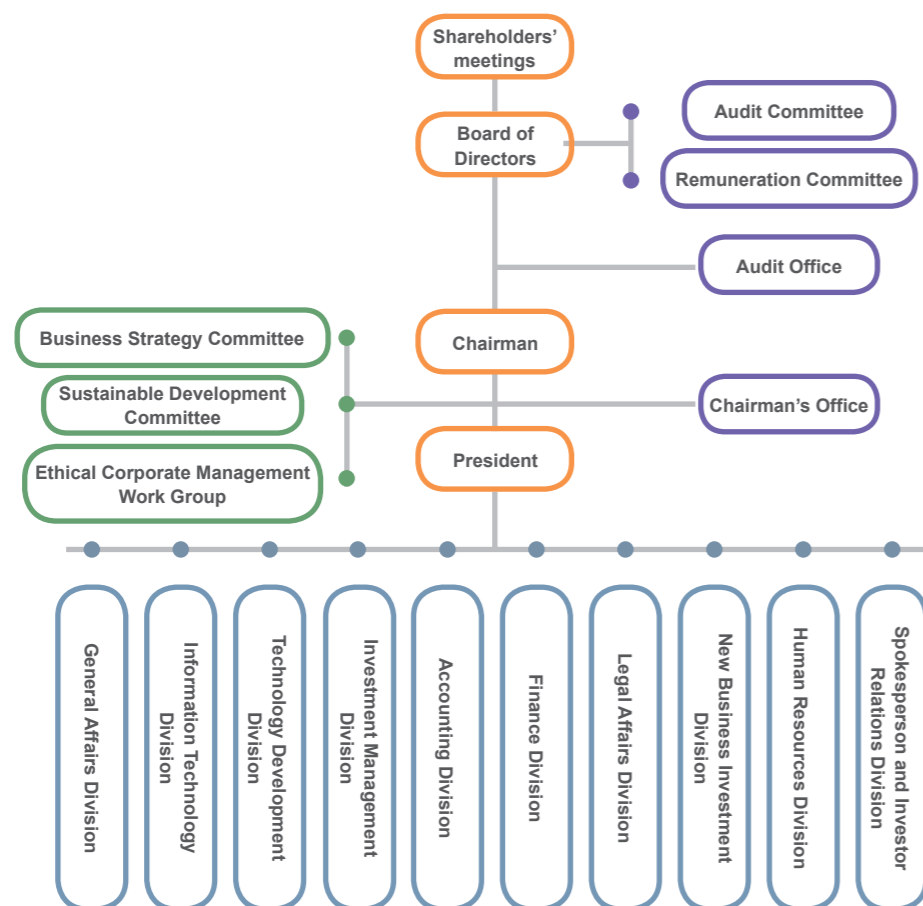 Shareholders’
meetings
Board of
Directors
Audit Committee
Remuneration Committee
Audit Office
Chairman
Business Strategy Committee
Sustainable Development
Committee
Ethical Corporate Management
Work Group
Chairman’s Office
President
General Affairs Division
Information Technology
Division
Technology Development
Division
Investment Management
Division
Accounting Division
Finance Division
Legal Affairs Division
New Business Investment
Division
Human Resources Division
Spokesperson and Investor
Relations Division